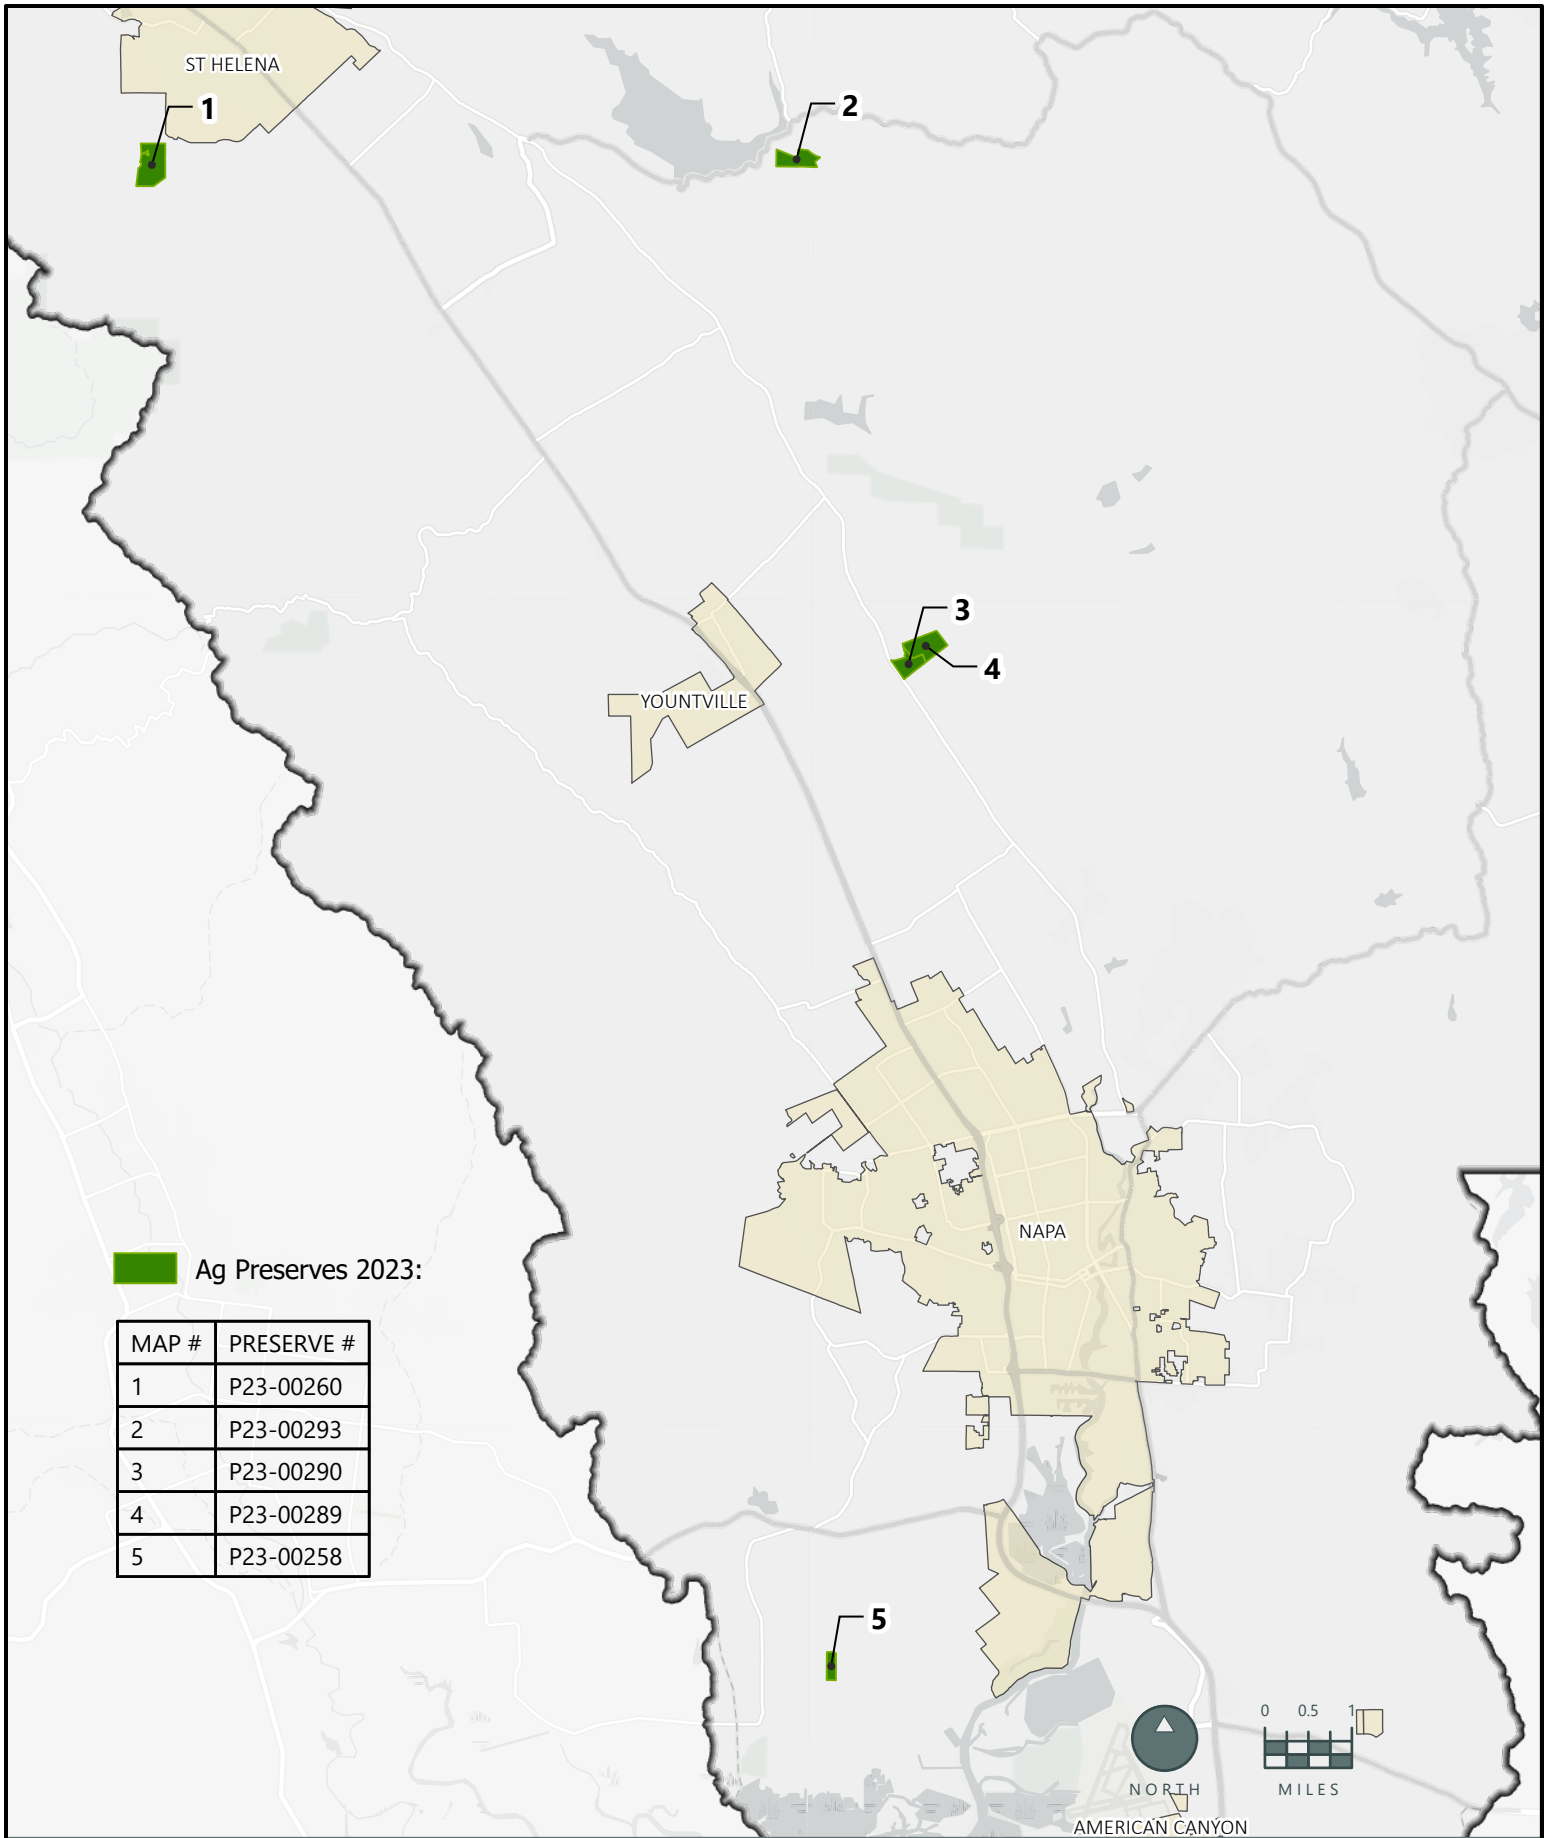 ST HELENA
1
2
3
4
YOUNTVILLE
NAPA
Ag Preserves 2023:
MAP # PRESERVE #
1 P23-00260
2 P23-00293
3 P23-00290
4 P23-00289
5 P23-00258
5
0 0.5 1
NORTH
MILES
AMERICAN CANYON